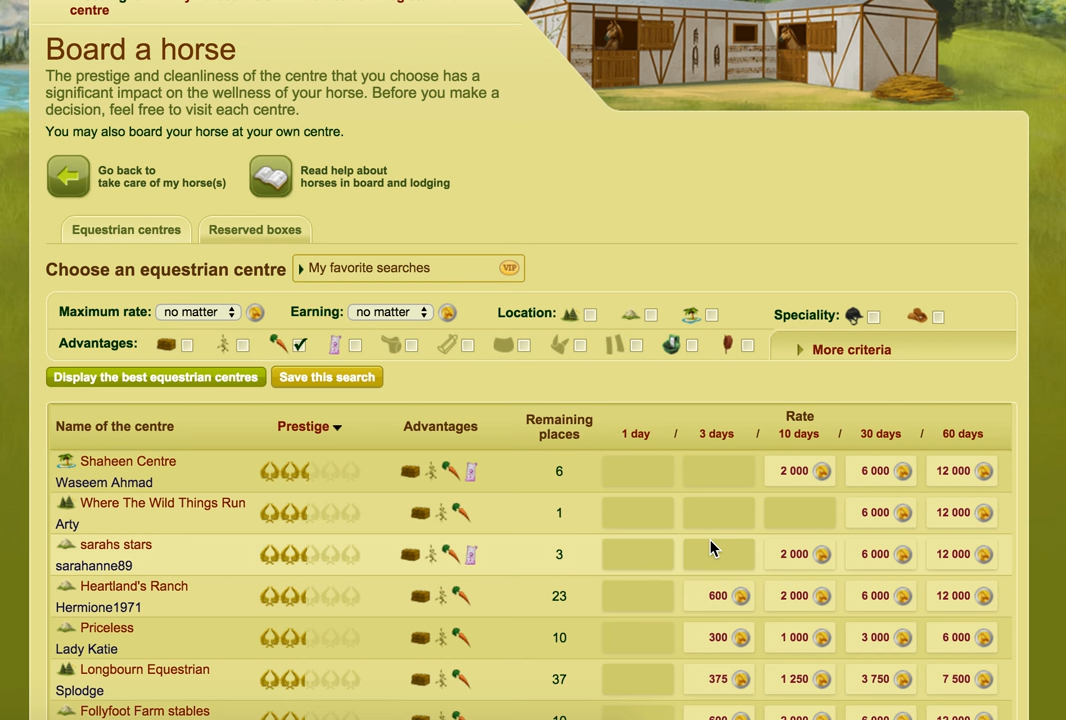 centre
Board a horse
The prestige and cleanliness of the centre that you choose has a
significant impact on the wellness of your horse. Before you make a
decision, feel free to visit each centre.
You may also board your horse at your own centre.
Go back to
take care of my horse(s)
Read help about
horses in board and lodging
Equestrian centres
Reserved boxes
Choose an equestrian centre
My favorite searches VIP
Maximum rate: no matter Earning: no matter Location: Speciality:
Advantages:
More criteria
Display the best equestrian centres Save this search
Name of the centre Prestige Advantages Remaining places Rate
1 day / 3 days / 10 days / 30 days / 60 days
Shaheen Centre 6 2 000 6 000 12 000
Waseem Ahmad
Where The Wild Things Run 1 6 000 12 000
Arty
sarahs stars 3 2 000 6 000 12 000
sarahanne89
Heartland's Ranch 23 600 2 000 6 000 12 000
Hermione1971
Priceless 10 300 1 000 3 000 6 000
Lady Katie
Longbourn Equestrian 37 375 1 250 3 750 7 500
Splodge
Follyfoot Farm stables